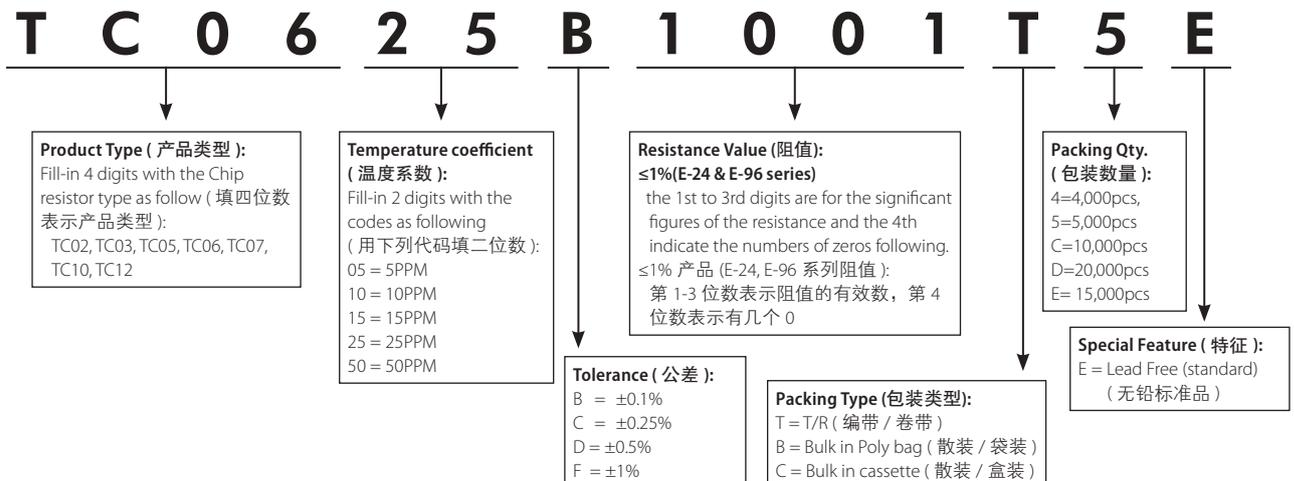 T C 0 6 2 5 B 1 0 0 1 T 5 E
Product Type ( 产品类型 ):
Fill-in 4 digits with the Chip
resistor type as follow ( 填四位数
表示产品类型 ):
TC02, TC03, TC05, TC06, TC07,
TC10, TC12
Temperature coefficient
( 温度系数 ):
Fill-in 2 digits with the
codes as following
( 用下列代码填二位数 ):
05 = 5PPM
10 = 10PPM
15 = 15PPM
25 = 25PPM
50 = 50PPM
Resistance Value (阻值):
≤1%(E-24 & E-96 series)
the 1st to 3rd digits are for the significant
figures of the resistance and the 4th
indicate the numbers of zeros following.
≤1% 产品 (E-24, E-96 系列阻值 ):
第 1-3 位数表示阻值的有效数，第 4
位数表示有几个 0
Packing Qty.
( 包装数量 ):
4=4,000pcs,
5=5,000pcs
C=10,000pcs
D=20,000pcs
E= 15,000pcs
Special Feature ( 特征 ):
E = Lead Free (standard)
( 无铅标准品 )
Tolerance ( 公差 ):
B = ±0.1%
C = ±0.25%
D = ±0.5%
F = ±1%
Packing Type (包装类型):
T = T/R ( 编带 / 卷带 )
B = Bulk in Poly bag ( 散装 / 袋装 )
C = Bulk in cassette ( 散装 / 盒装 )